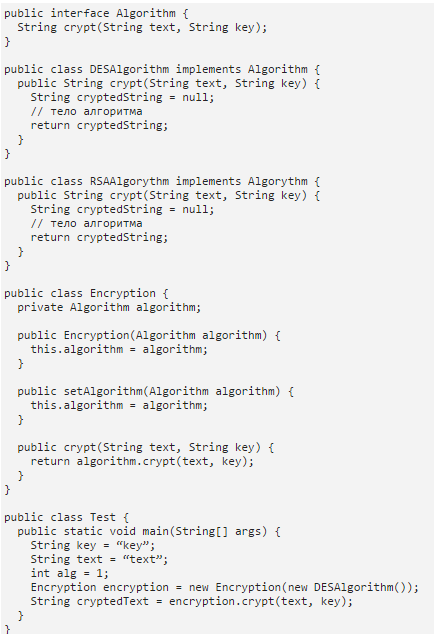 public interface Algorithm {
  String crypt(String text, String key);
}

public class DESAlgorithm implements Algorithm {
  public String crypt(String text, String key) {
    String cryptedString = null;
    // тело алгоритма
    return cryptedString;
  }
}

public class RSAAlgorythm implements Algorythm {
  public String crypt(String text, String key) {
    String cryptedString = null;
    // тело алгоритма
    return cryptedString;
  }
}

public class Encryption {
  private Algorithm algorithm;

  public Encryption(Algorithm algorithm) {
    this.algorithm = algorithm;
  }

  public setAlgorithm(Algorithm algorithm) {
    this.algorithm = algorithm;
  }

  public crypt(String text, String key) {
    return algorithm.crypt(text, key);
  }
}

public class Test {
  public static void main(String[] args) {
    String key = “key”;
    String text = “text”;
    int alg = 1;
    Encryption encryption = new Encryption(new DESAlgorithm());
    String cryptedText = encryption.crypt(text, key);
  }
}